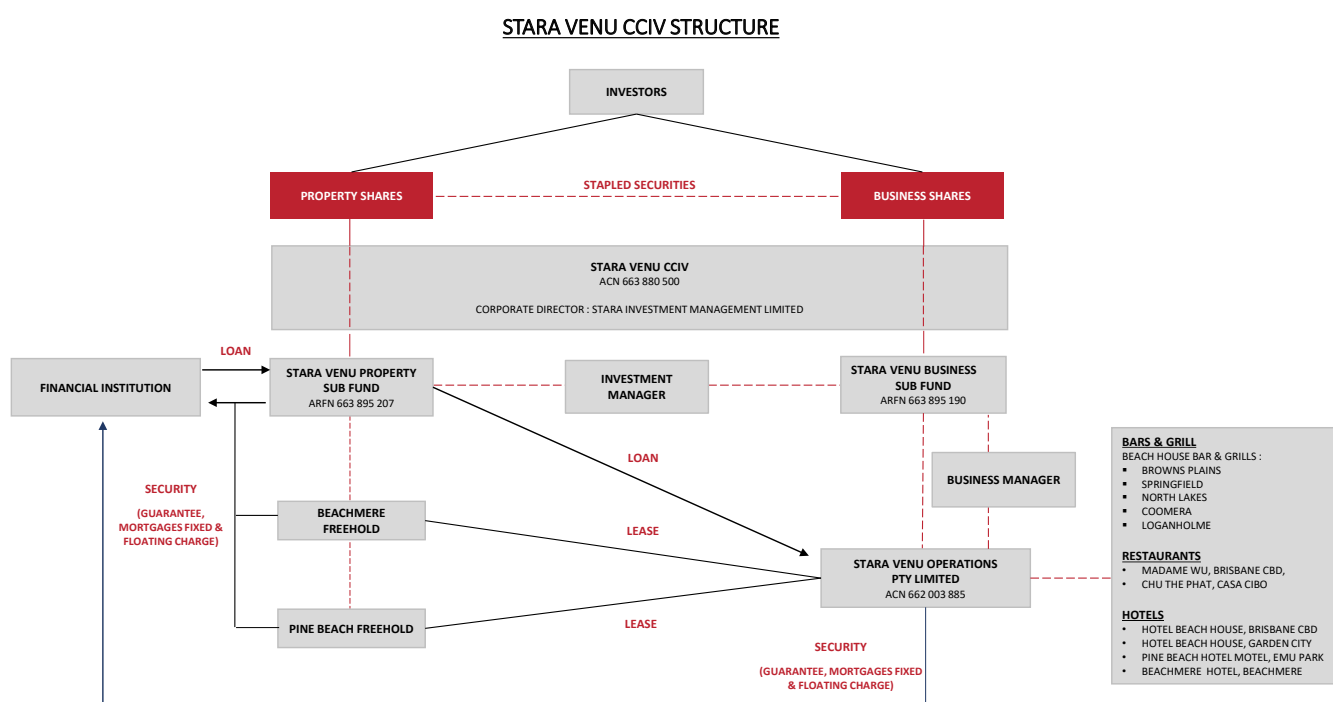 STARA VENU CCIV STRUCTURE
INVESTORS
PROPERTY SHARES
STAPLED SECURITIES
BUSINESS SHARES
STARA VENU CCIV
ACN 663 880 500
CORPORATE DIRECTOR : STARA INVESTMENT MANAGEMENT LIMITED
LOAN
FINANCIAL INSTITUTION
STARA VENU PROPERTY
SUB FUND
ARFN 663 895 207
INVESTMENT
MANAGER
STARA VENU BUSINESS
SUB FUND
ARFN 663 895 190
LOAN
BUSINESS MANAGER
SECURITY
(GUARANTEE,
MORTGAGES FIXED &
FLOATING CHARGE)
BEACHMERE
FREEHOLD
LEASE
STARA VENU OPERATIONS
PTY LIMITED
ACN 662 003 885
PINE BEACH FREEHOLD
LEASE
SECURITY
(GUARANTEE, MORTGAGES FIXED
& FLOATING CHARGE)
BARS & GRILL
BEACH HOUSE BAR & GRILLS :
▪ BROWNS PLAINS
▪ SPRINGFIELD
▪ NORTH LAKES
▪ COOMERA
▪ LOGANHOLME
RESTAURANTS
• MADAME WU, BRISBANE CBD,
• CHU THE PHAT, CASA CIBO
HOTELS
• HOTEL BEACH HOUSE, BRISBANE CBD
• HOTEL BEACH HOUSE, GARDEN CITY
• PINE BEACH HOTEL MOTEL, EMU PARK
• BEACHMERE HOTEL, BEACHMERE